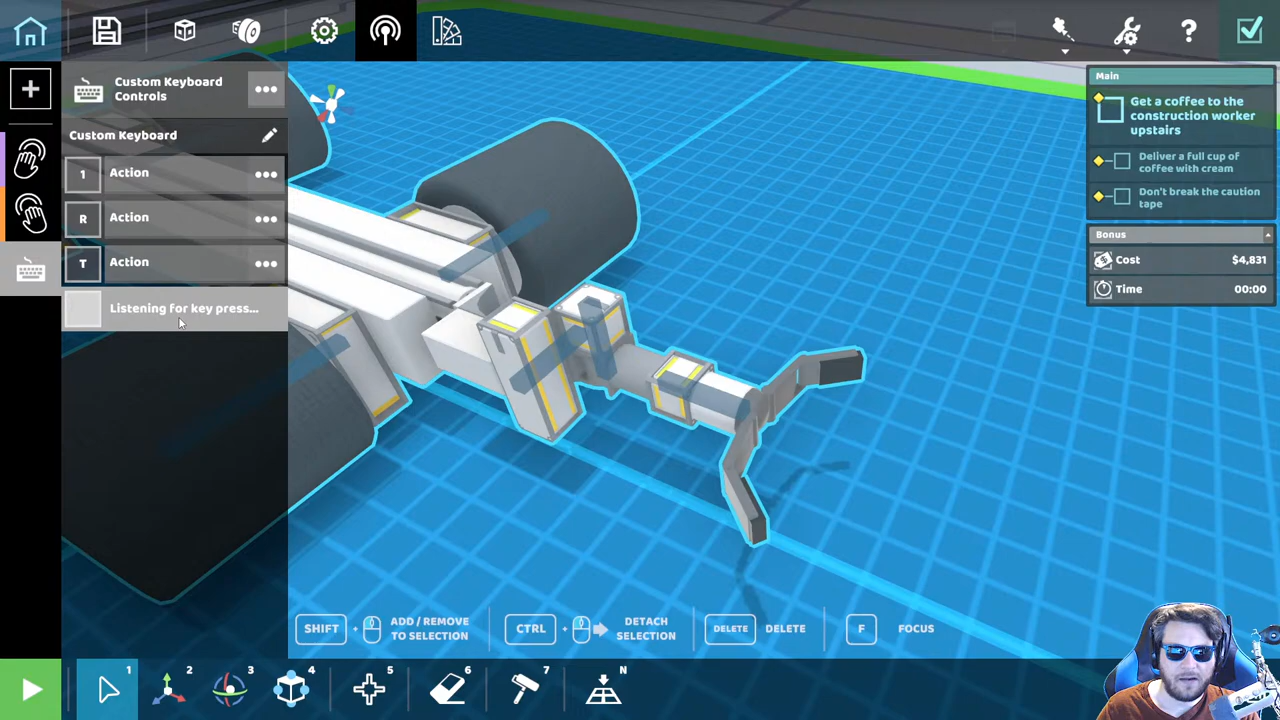 Custom Keyboard
Controls
Custom Keyboard
1 Action
R Action
T Action
Listening for key press...
Main
Get a coffee to the
construction worker
upstairs
Deliver a full cup of
coffee with cream
Don't break the caution
tape
Bonus
Cost $4,831
Time 00:00
SHIFT + ADD / REMOVE
TO SELECTION
CTRL + DETACH
SELECTION
DELETE DELETE
F FOCUS
1 2 3 4 5 6 7 N